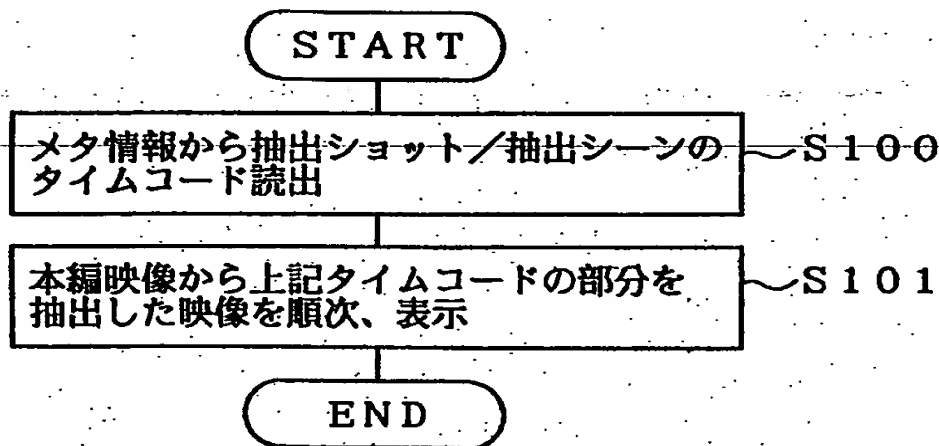 START
メタ情報から抽出ショット／抽出シーンの
タイムコード読出
S100
本編映像から上記タイムコードの部分を
抽出した映像を順次、表示
S101
END